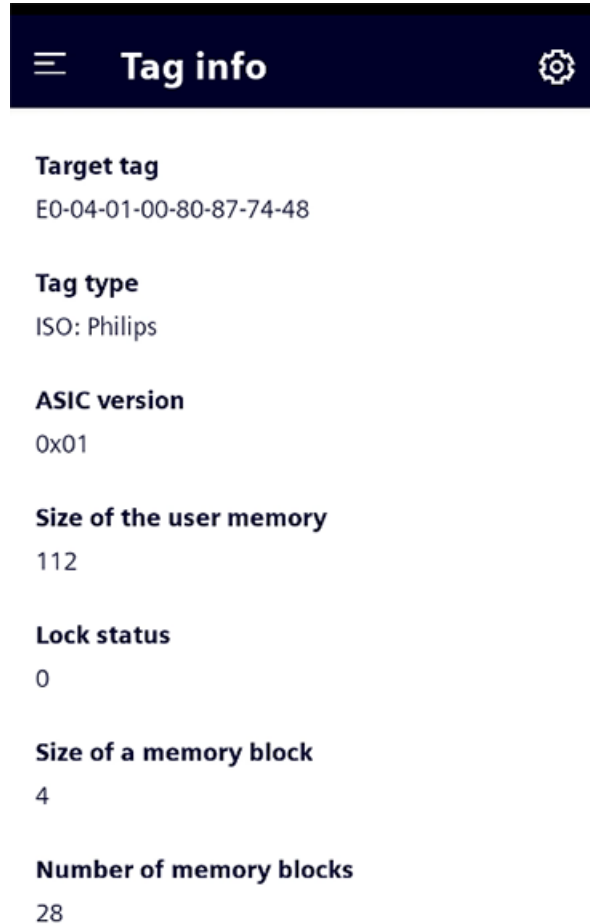 Tag info
Target tag
E0-04-01-00-80-87-74-48
Tag type
ISO: Philips
ASIC version
0x01
Size of the user memory
112
Lock status
0
Size of a memory block
4
Number of memory blocks
28